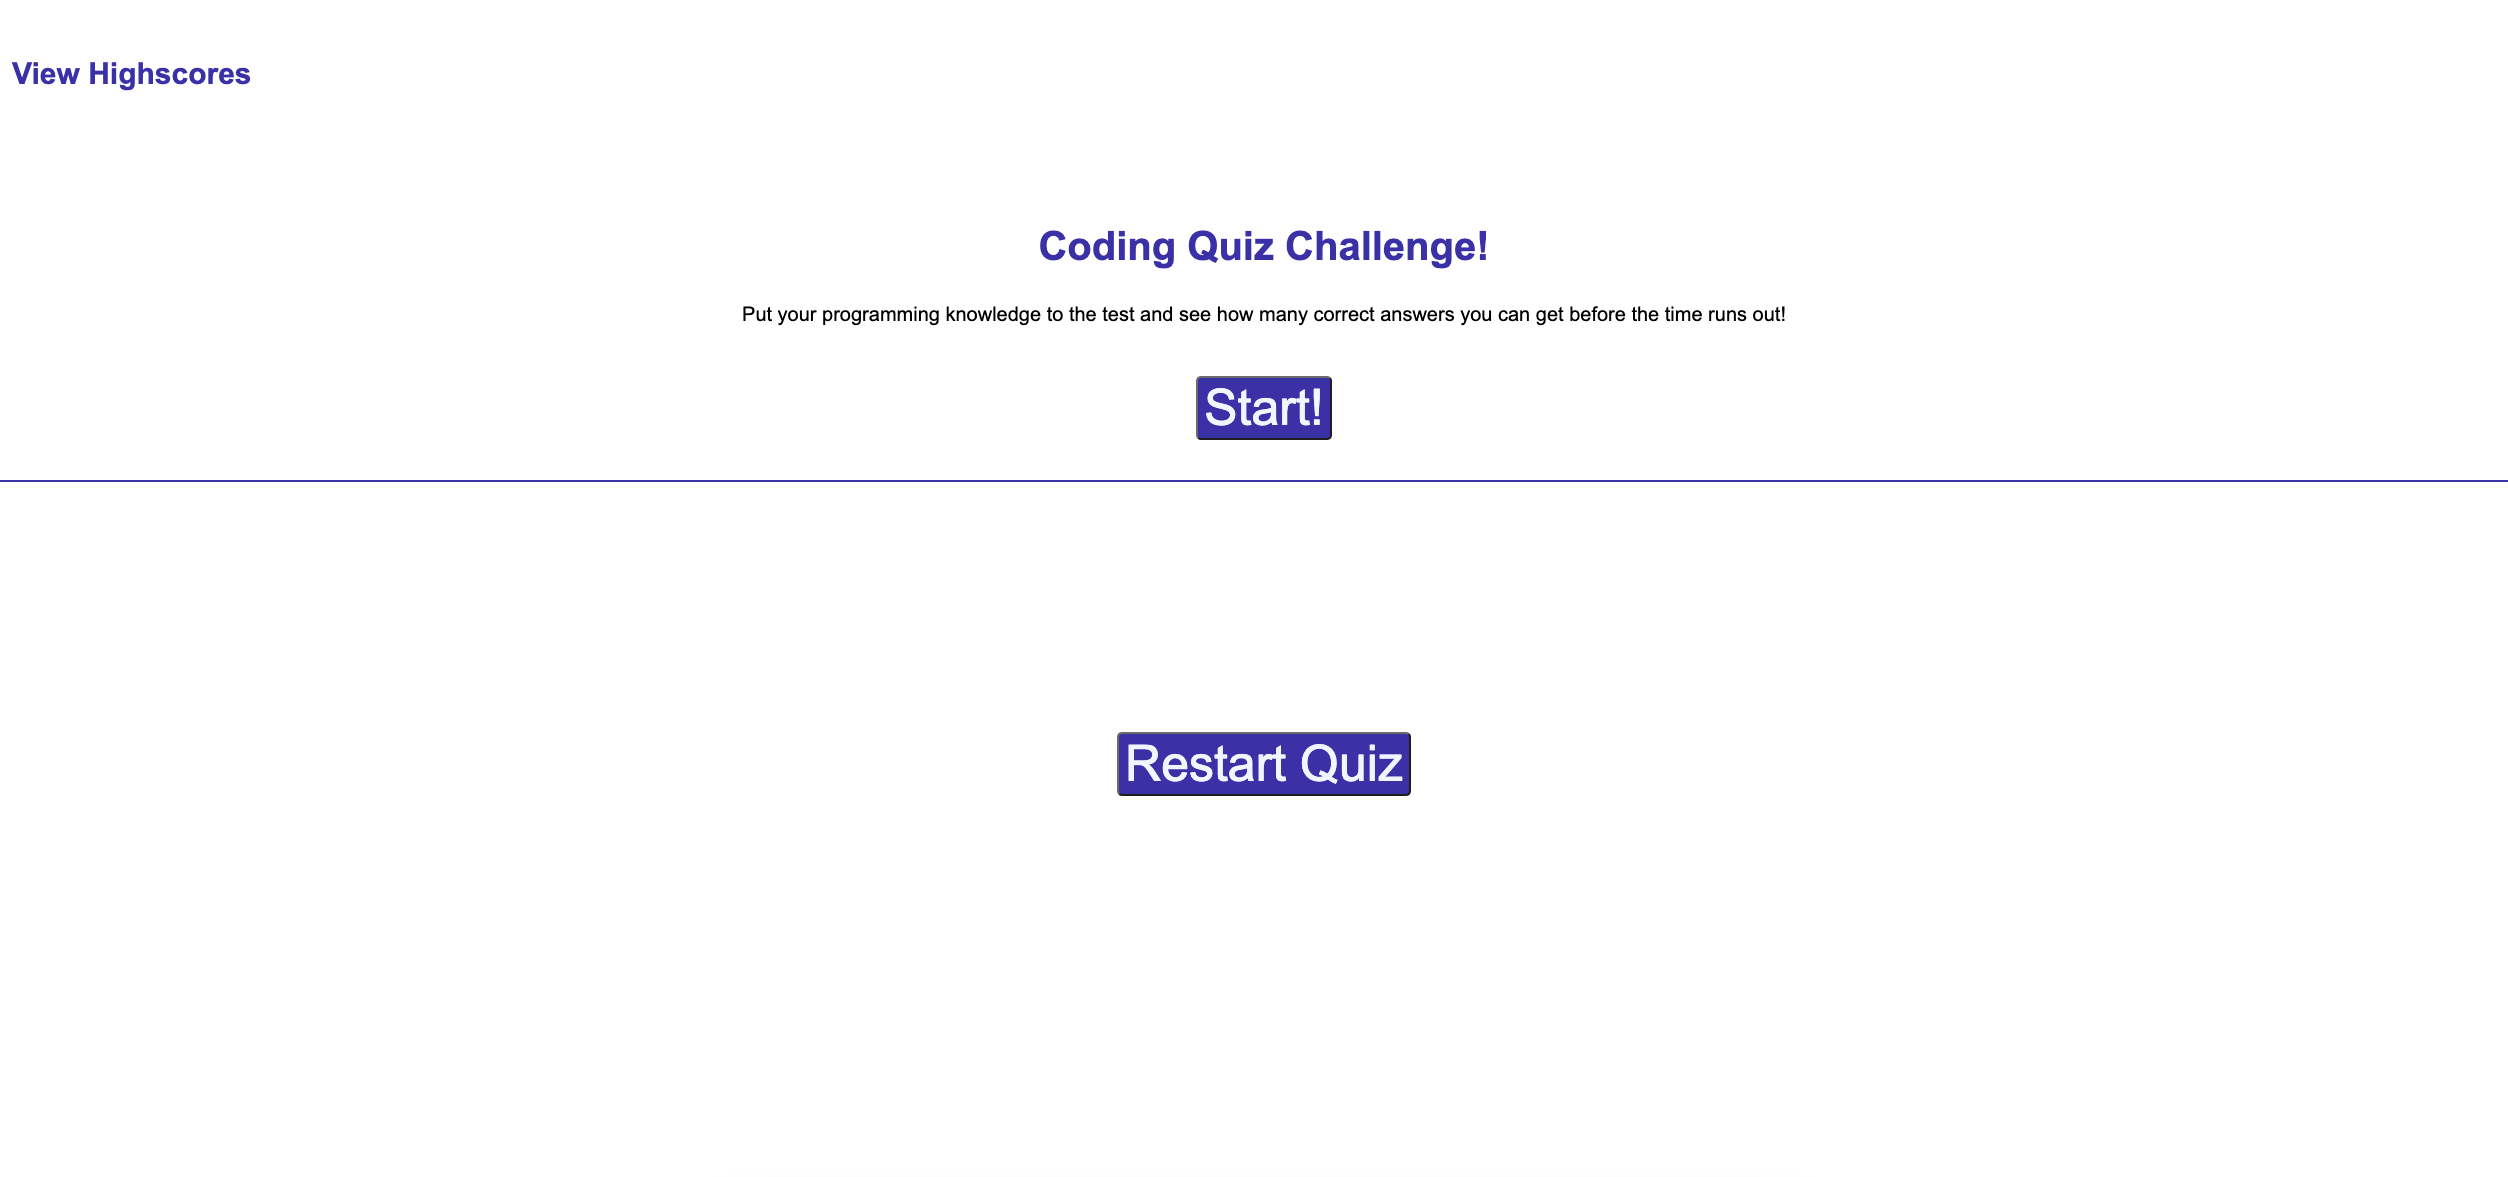 View Highscores
Coding Quiz Challenge!
Put your programming knowledge to the test and see how many correct answers you can get before the time runs out!
Start!
Restart Quiz